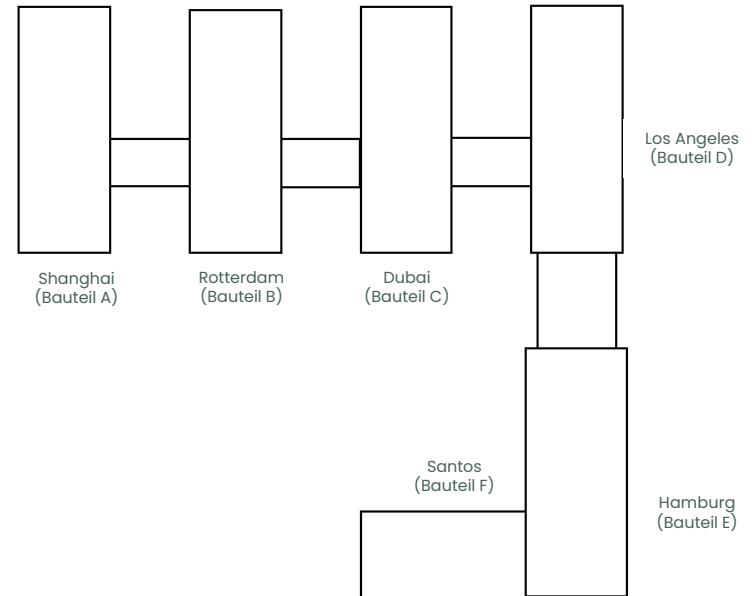 Los Angeles
(Bauteil D)
Shanghai
(Bauteil A)
Rotterdam
(Bauteil B)
Dubai
(Bauteil C)
Santos
(Bauteil F)
Hamburg
(Bauteil E)